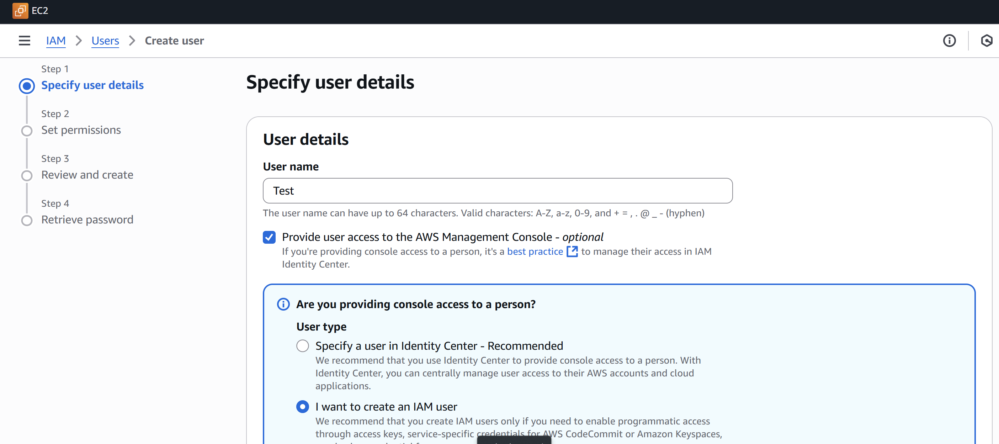 EC2
IAM
Users
Create user
Step 1
Specify user details
Step 2
Set permissions
Step 3
Review and create
Step 4
Retrieve password
Specify user details
User details
User name
Test
The user name can have up to 64 characters. Valid characters: A-Z, a-z, 0-9, and + = , . @ _ - (hyphen)
Provide user access to the AWS Management Console - optional
If you're providing console access to a person, it's a best practice to manage their access in IAM
Identity Center.
Are you providing console access to a person?
User type
Specify a user in Identity Center - Recommended
We recommend that you use Identity Center to provide console access to a person. With
Identity Center, you can centrally manage user access to their AWS accounts and cloud
applications.
I want to create an IAM user
We recommend that you create IAM users only if you need to enable programmatic access
through access keys, service-specific credentials for AWS CodeCommit or Amazon Keyspaces,